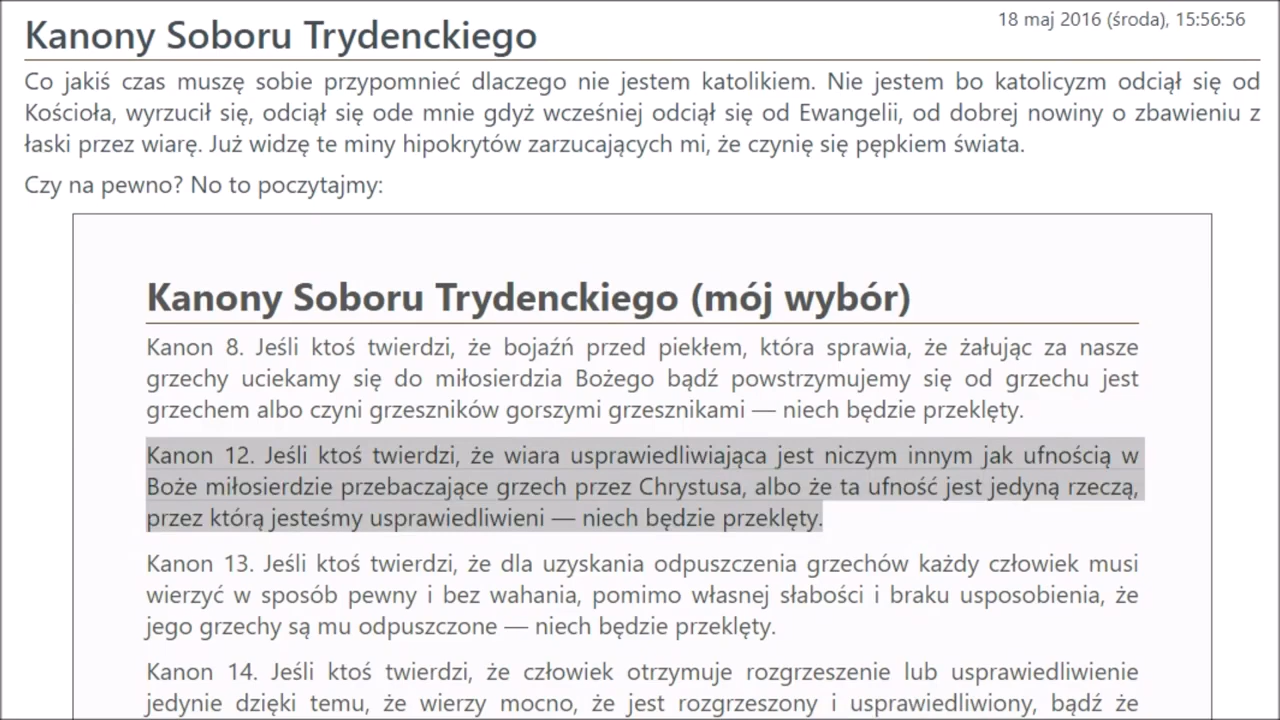 18 maj 2016 (środa), 15:56:56
Kanony Soboru Trydenckiego
Co jakiś czas muszę sobie przypomnieć dlaczego nie jestem katolikiem. Nie jestem bo katolicyzm odciął się od
Kościoła, wyrzucił się, odciął się ode mnie gdyż wcześniej odciął się od Ewangelii, od dobrej nowiny o zbawieniu z
łaski przez wiarę. Już widzę te miny hipokrytów zarzucających mi, że czynię się pępkiem świata.
Czy na pewno? No to poczytajmy:
Kanony Soboru Trydenckiego (mój wybór)
Kanon 8. Jeśli ktoś twierdzi, że bojaźń przed piekłem, która sprawia, że żałując za nasze
grzechy uciekamy się do miłosierdzia Bożego bądź powstrzymujemy się od grzechu jest
grzechem albo czyni grzeszników gorszymi grzesznikami — niech będzie przeklęty.
Kanon 12. Jeśli ktoś twierdzi, że wiara usprawiedliwiająca jest niczym innym jak ufnością w
Boże miłosierdzie przebaczające grzech przez Chrystusa, albo że ta ufność jest jedyną rzeczą,
przez którą jesteśmy usprawiedliwieni — niech będzie przeklęty.
Kanon 13. Jeśli ktoś twierdzi, że dla uzyskania odpuszczenia grzechów każdy człowiek musi
wierzyć w sposób pewny i bez wahania, pomimo własnej słabości i braku usposobienia, że
jego grzechy są mu odpuszczone — niech będzie przeklęty.
Kanon 14. Jeśli ktoś twierdzi, że człowiek otrzymuje rozgrzeszenie lub usprawiedliwienie
jedynie dzięki temu, że wierzy mocno, że jest rozgrzeszony i usprawiedliwiony, bądź że